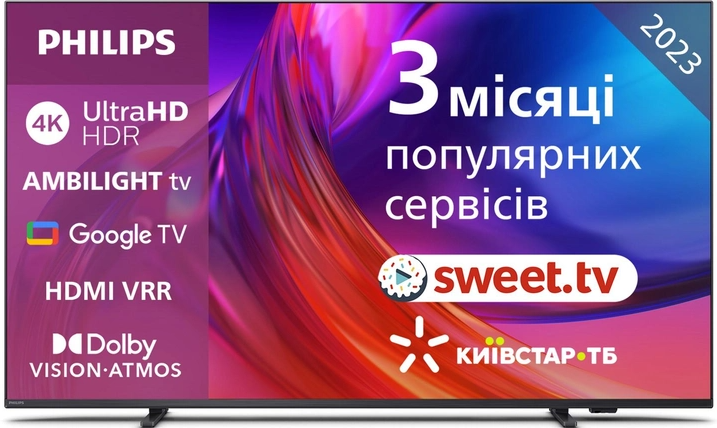 PHILIPS
4K UltraHD
HDR
AMBILIGHT tv
Google TV
HDMI VRR
Dolby
VISION·ATMOS
2023
3 місяці
популярних
сервісів
sweet.tv
КИЇВСТАР·ТБ
PHILIPS